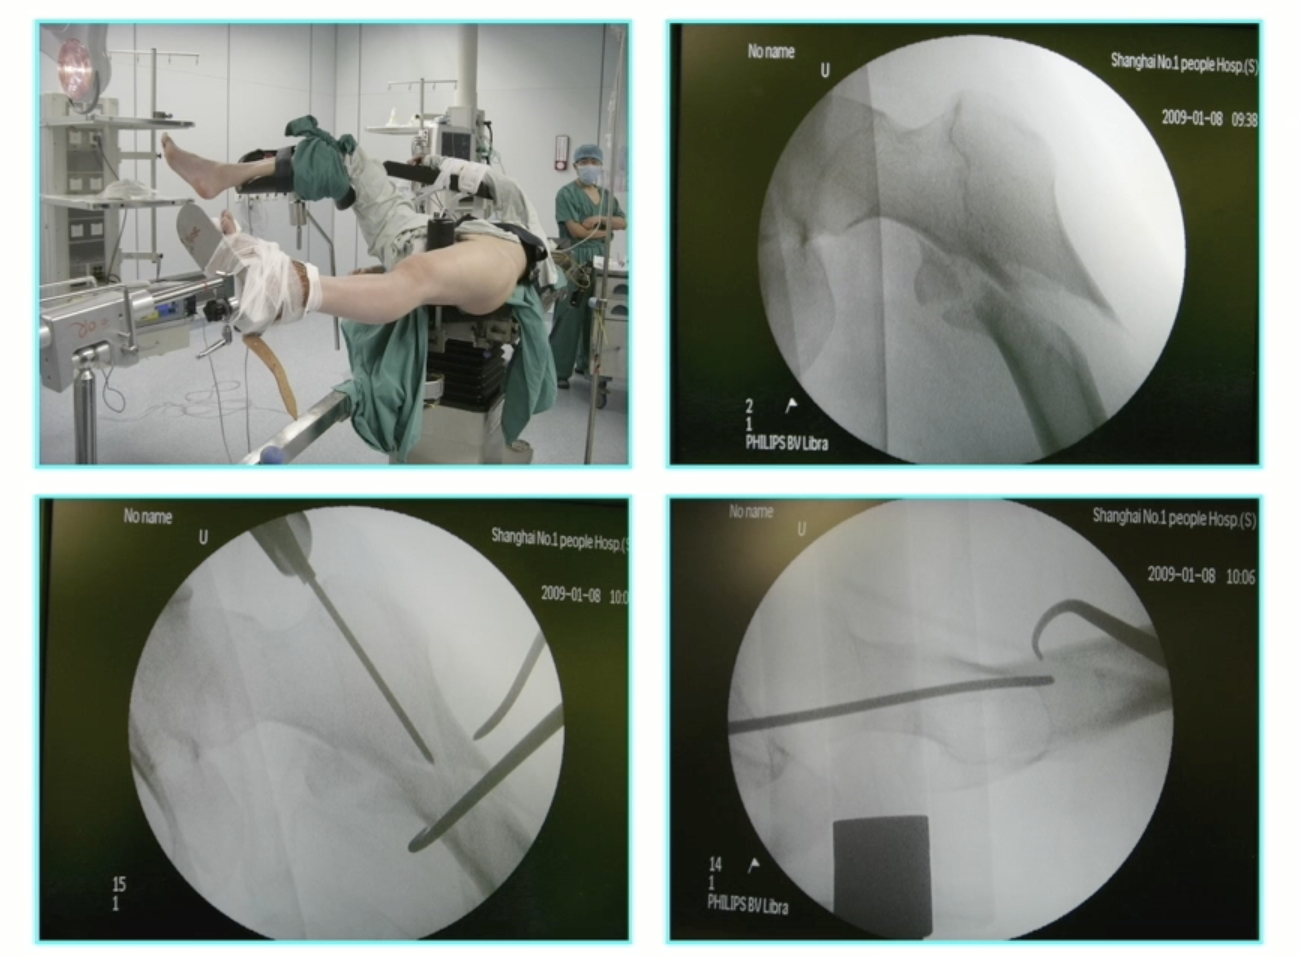 No name
U
Shanghai No.1 people Hosp.(S)
2009-01-08 09:38
2
1
PHILIPS BV Libra
No name
U
Shanghai No.1 people Hosp.(S
2009-01-08 10:0
15
1
No name
U
Shanghai No.1 people Hosp.(S)
2009-01-08 10:06
14
1
PHILIPS BV Libra